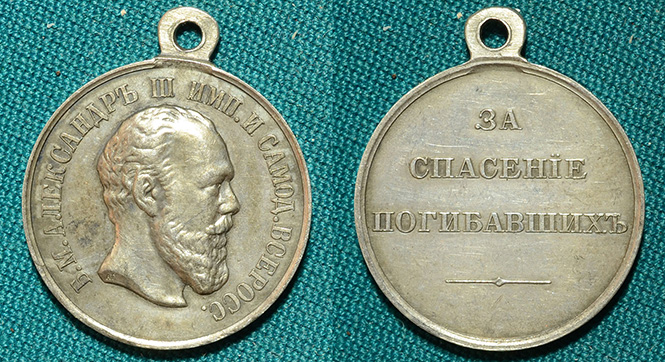 Б. М. АЛЕКСАНДРЪ III ИМП. И САМОД. ВСЕРОСС.
ЗА
СПАСЕНІЕ
ПОГИБАВШИХЪ